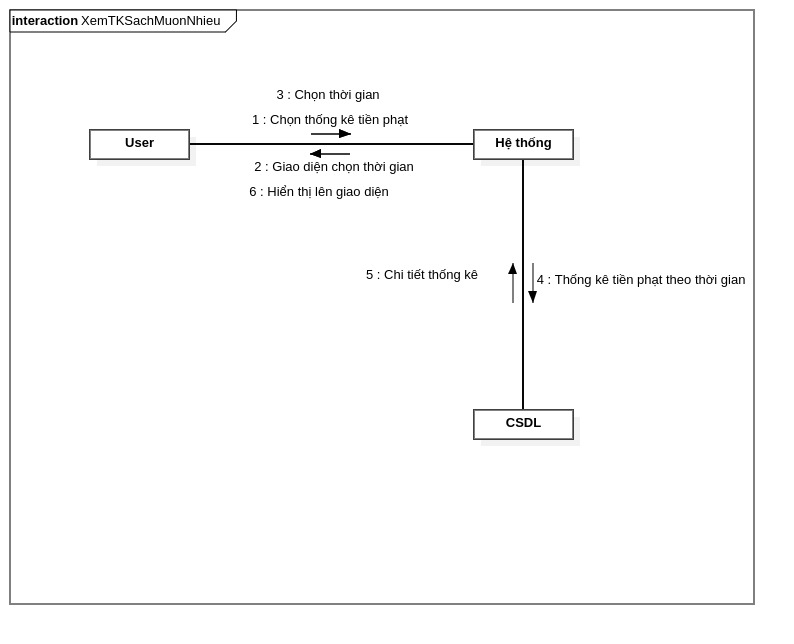 interaction XemTKSachMuonNhieu
3 : Chọn thời gian
1 : Chọn thống kê tiền phạt
User
Hệ thống
2 : Giao diện chọn thời gian
6 : Hiển thị lên giao diện
5 : Chi tiết thống kê
4 : Thống kê tiền phạt theo thời gian
CSDL